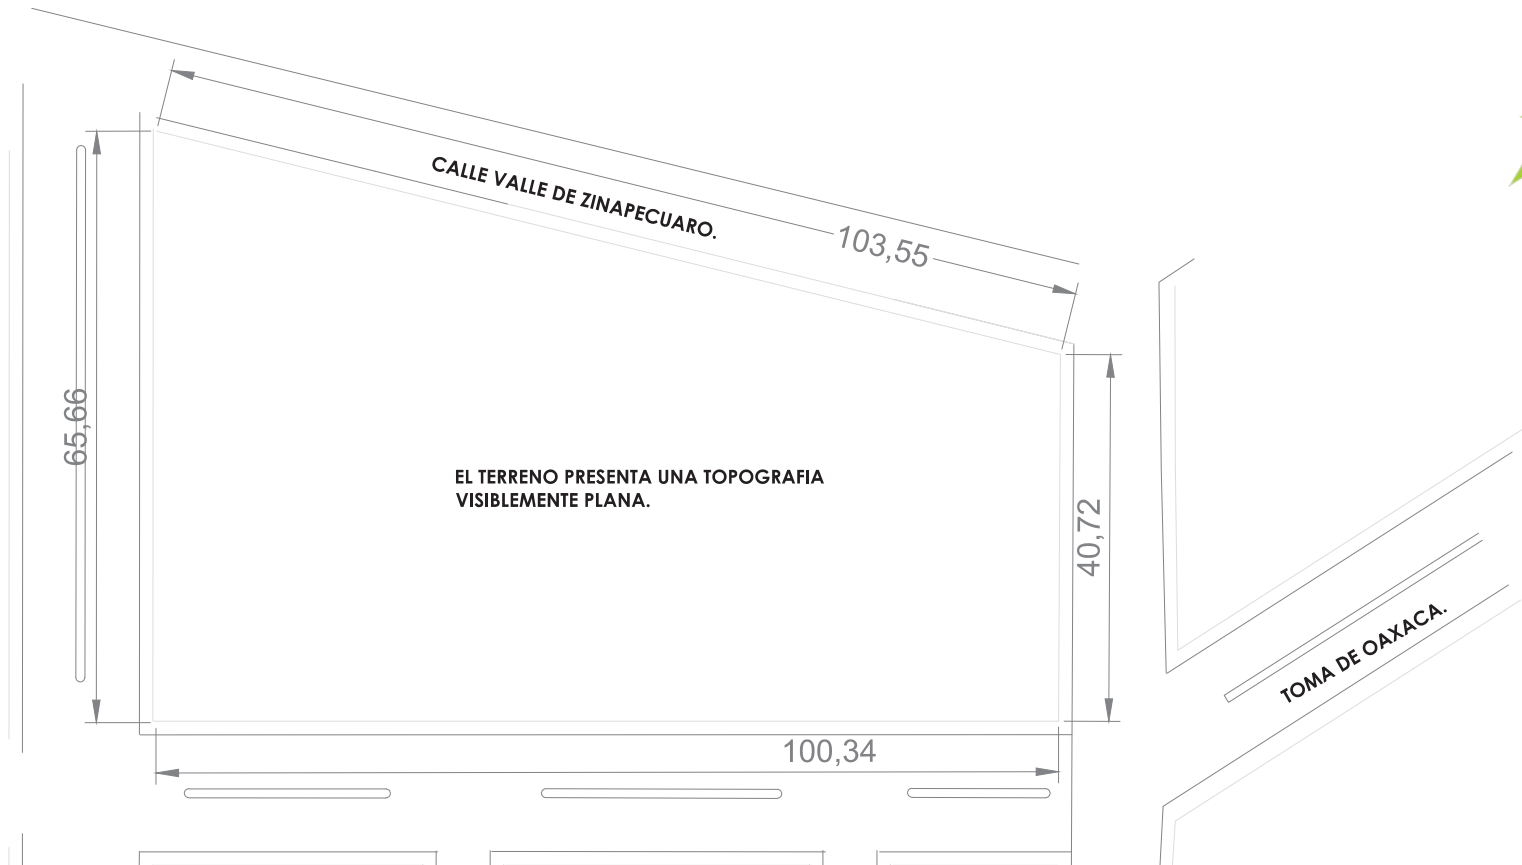 CALLE VALLE DE ZINAPECUARO.
103,55
65,66
EL TERRENO PRESENTA UNA TOPOGRAFIA
VISIBLEMENTE PLANA.
40,72
TOMA DE OAXACA.
100,34